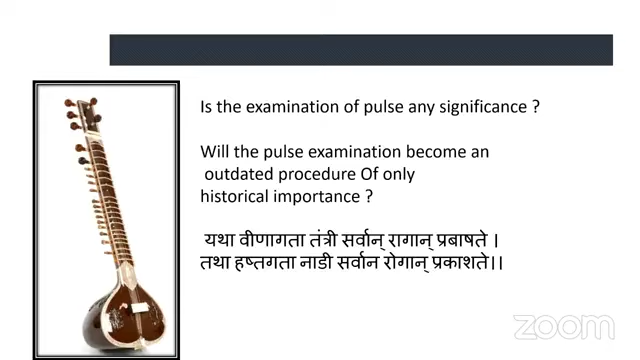 Is the examination of pulse any significance ?
Will the pulse examination become an
outdated procedure Of only
historical importance ?
यथा वीणागता तंत्री सर्वान् रागान् प्रबाषते ।
तथा हष्तगता नाडी सर्वान रोगान् प्रकाशते।।
zoom